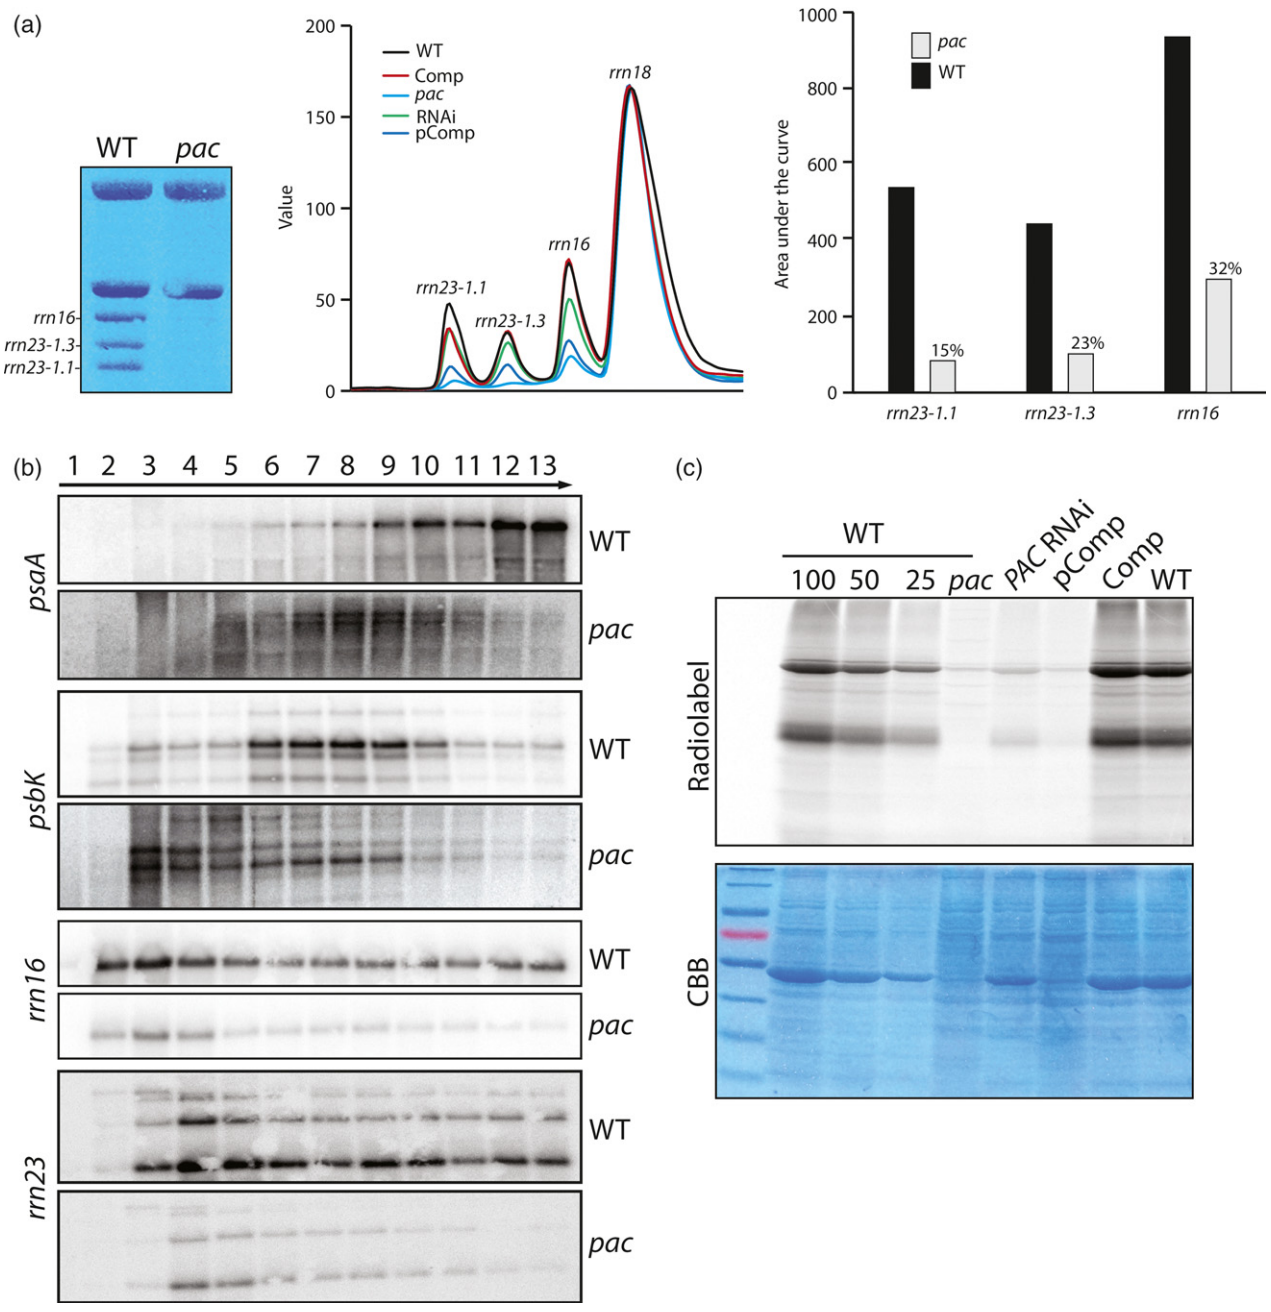 (a)
WT pac
rrn16-
rrn23-1.3-
rrn23-1.1-
200
150
100
50
0
Value
WT
Comp
pac
RNAi
pComp
rrn23-1.1
rrn23-1.3
rrn16
rrn18
1000
800
600
400
200
0
Area under the curve
pac
WT
15%
23%
32%
rrn23-1.1 rrn23-1.3 rrn16
(b)
1 2 3 4 5 6 7 8 9 10 11 12 13
psaA
WT
pac
psbK
WT
pac
rrn16
WT
pac
rrn23
WT
pac
(c)
WT
100 50 25 pac PAC RNAi pComp Comp WT
Radiolabel
CBB